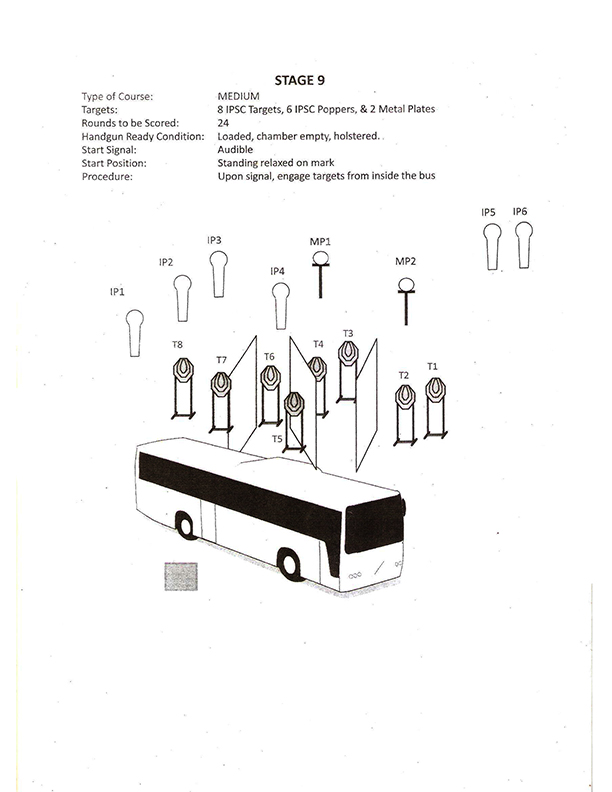 STAGE 9
Type of Course: MEDIUM
Targets: 8 IPSC Targets, 6 IPSC Poppers, & 2 Metal Plates
Rounds to be Scored: 24
Handgun Ready Condition: Loaded, chamber empty, holstered.
Start Signal: Audible
Start Position: Standing relaxed on mark
Procedure: Upon signal, engage targets from inside the bus
IP5 IP6
IP3 MP1
IP2 IP4 MP2
IP1
T8 T7 T6 T4 T3 T2 T1
T5